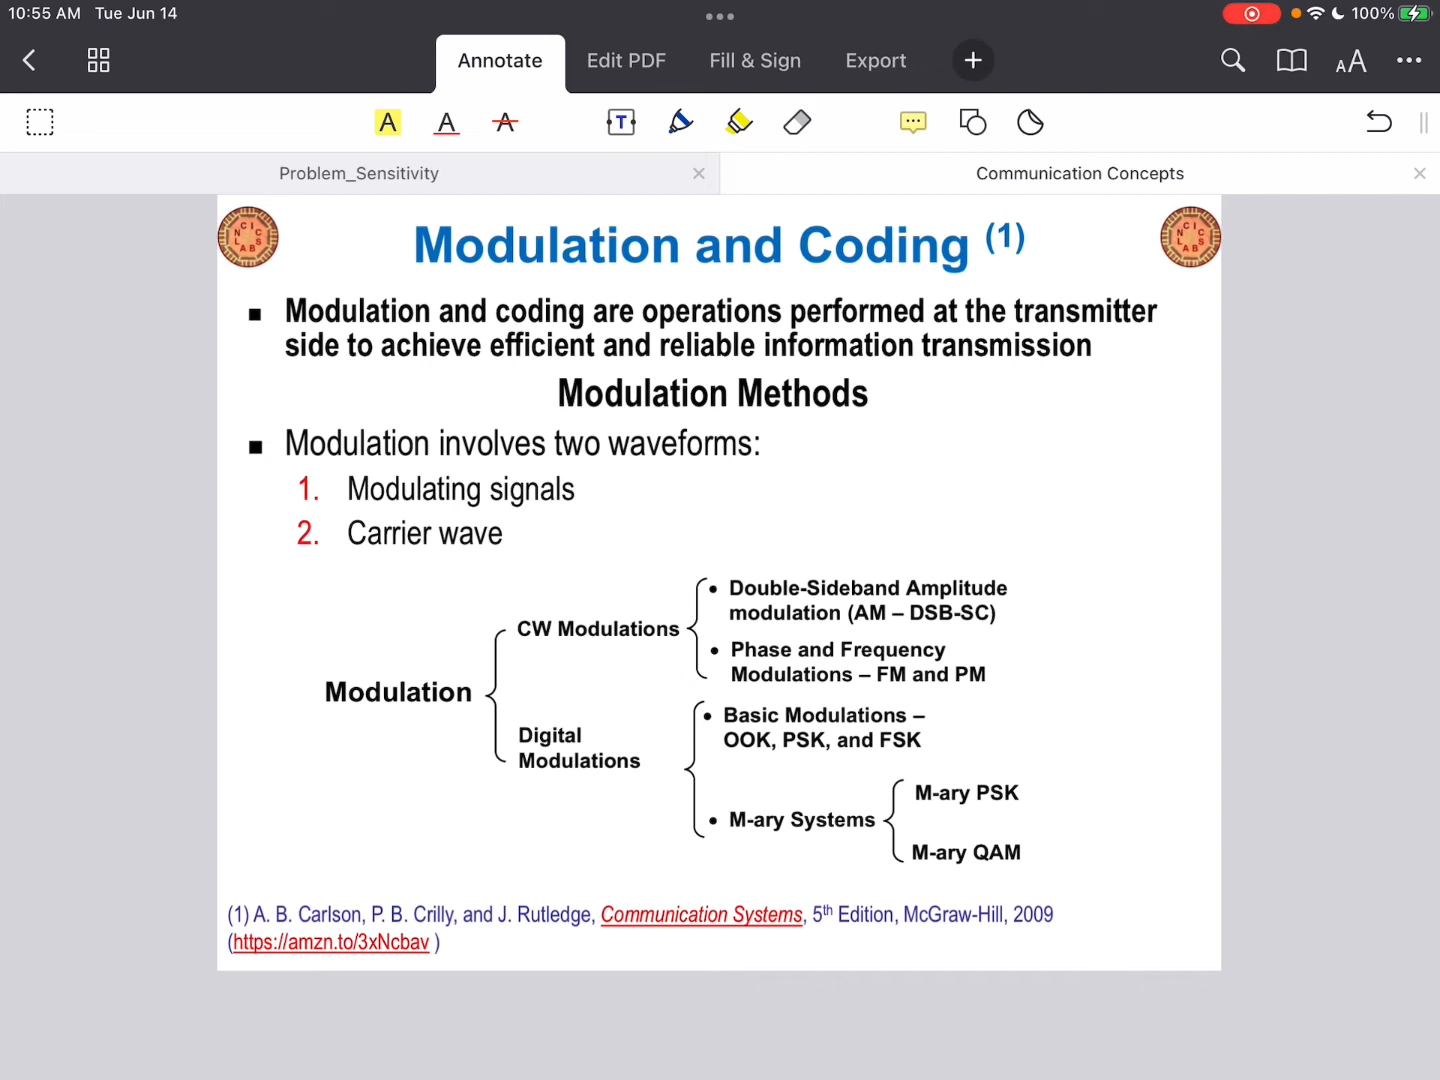 10:55 AM Tue Jun 14
100%
Annotate
Edit PDF
Fill & Sign
Export
AA
A
A
A
T
Problem_Sensitivity
Communication Concepts
Modulation and Coding (1)
Modulation and coding are operations performed at the transmitter
side to achieve efficient and reliable information transmission
Modulation Methods
Modulation involves two waveforms:
1. Modulating signals
2. Carrier wave
Modulation
CW Modulations
• Double-Sideband Amplitude
modulation (AM – DSB-SC)
• Phase and Frequency
Modulations – FM and PM
Digital
Modulations
• Basic Modulations –
OOK, PSK, and FSK
• M-ary Systems
M-ary PSK
M-ary QAM
(1) A. B. Carlson, P. B. Crilly, and J. Rutledge, Communication Systems, 5th Edition, McGraw-Hill, 2009
(https://amzn.to/3xNcbav )